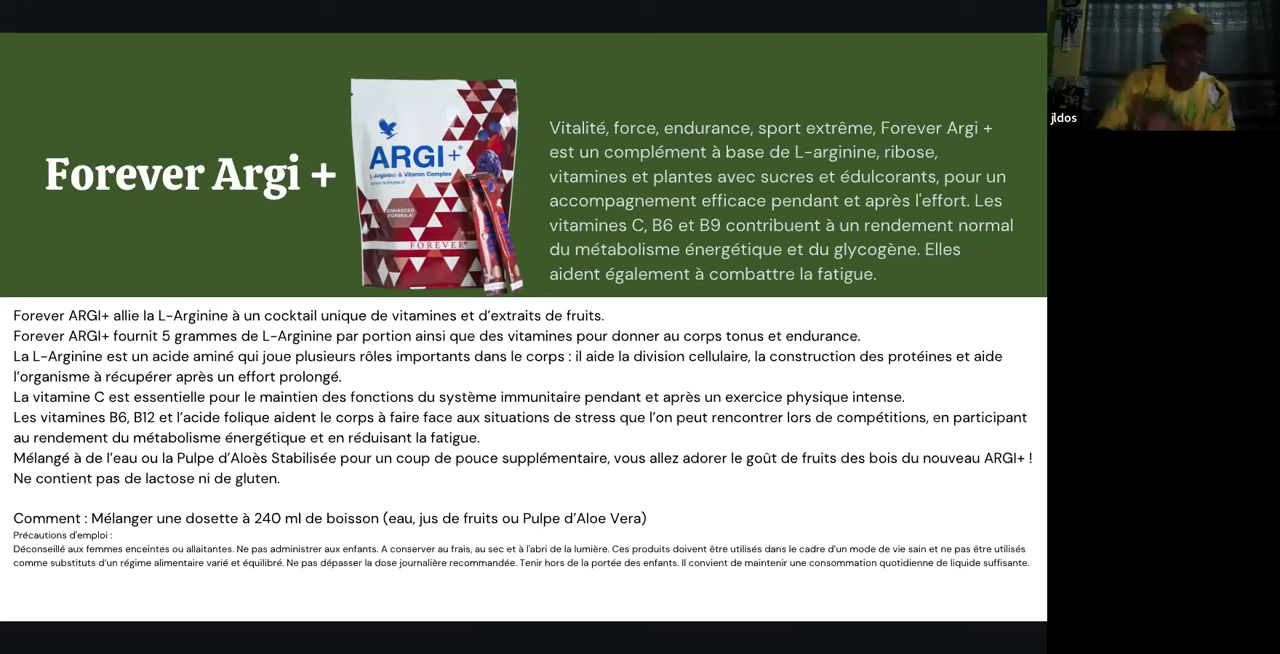 Forever Argi +
ARGI+
L-Arginine & Vitamin Complex
DIETARY SUPPLEMENT
ENHANCED
FORMULA!
FOREVER
Vitalité, force, endurance, sport extrême, Forever Argi +
est un complément à base de L-arginine, ribose,
vitamines et plantes avec sucres et édulcorants, pour un
accompagnement efficace pendant et après l'effort. Les
vitamines C, B6 et B9 contribuent à un rendement normal
du métabolisme énergétique et du glycogène. Elles
aident également à combattre la fatigue.
jldos
Forever ARGI+ allie la L-Arginine à un cocktail unique de vitamines et d’extraits de fruits.
Forever ARGI+ fournit 5 grammes de L-Arginine par portion ainsi que des vitamines pour donner au corps tonus et endurance.
La L-Arginine est un acide aminé qui joue plusieurs rôles importants dans le corps : il aide la division cellulaire, la construction des protéines et aide
l’organisme à récupérer après un effort prolongé.
La vitamine C est essentielle pour le maintien des fonctions du système immunitaire pendant et après un exercice physique intense.
Les vitamines B6, B12 et l’acide folique aident le corps à faire face aux situations de stress que l’on peut rencontrer lors de compétitions, en participant
au rendement du métabolisme énergétique et en réduisant la fatigue.
Mélangé à de l’eau ou la Pulpe d’Aloès Stabilisée pour un coup de pouce supplémentaire, vous allez adorer le goût de fruits des bois du nouveau ARGI+ !
Ne contient pas de lactose ni de gluten.
Comment : Mélanger une dosette à 240 ml de boisson (eau, jus de fruits ou Pulpe d’Aloe Vera)
Précautions d'emploi :
Déconseillé aux femmes enceintes ou allaitantes. Ne pas administrer aux enfants. A conserver au frais, au sec et à l'abri de la lumière. Ces produits doivent être utilisés dans le cadre d’un mode de vie sain et ne pas être utilisés
comme substituts d’un régime alimentaire varié et équilibré. Ne pas dépasser la dose journalière recommandée. Tenir hors de la portée des enfants. Il convient de maintenir une consommation quotidienne de liquide suffisante.